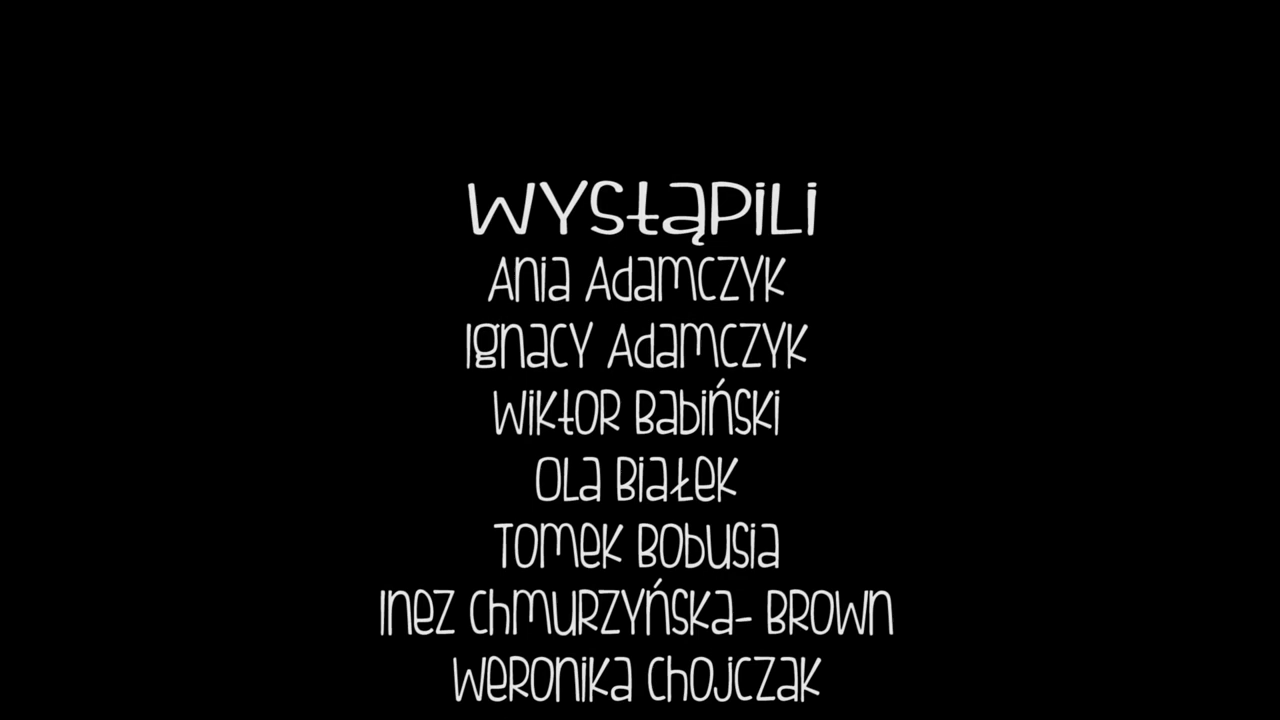 Wystąpili
Ania Adamczyk
Ignacy Adamczyk
Wiktor Babiński
Ola Białek
Tomek Bobusia
Inez Chmurzyńska- Brown
Weronika Chojczak